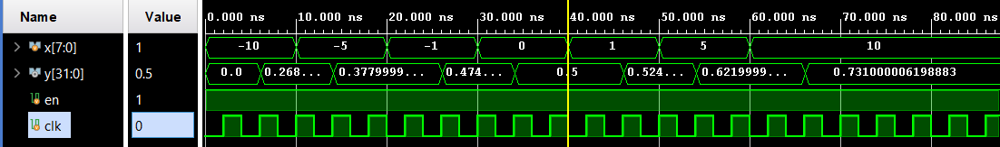 Name Value 0.000 ns 10.000 ns 20.000 ns 30.000 ns 40.000 ns 50.000 ns 60.000 ns 70.000 ns 80.000 ns
x[7:0] 1 -10 -5 -1 0 1 5 10
y[31:0] 0.5 0.0 0.268... 0.3779999... 0.474... 0.5 0.524... 0.6219999... 0.731000006198883
en 1
clk 0